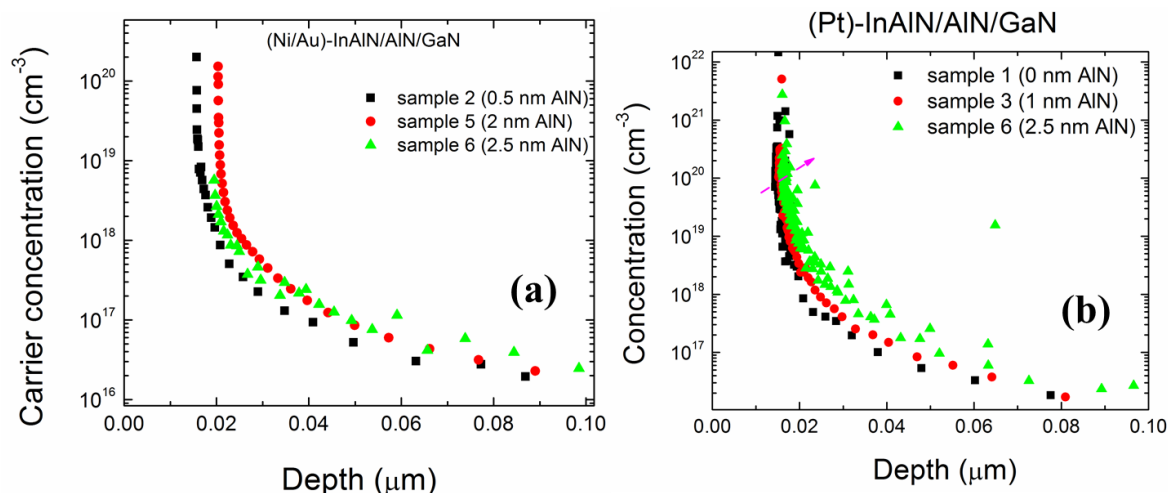 (Ni/Au)-InAlN/AlN/GaN
sample 2 (0.5 nm AlN)
sample 5 (2 nm AlN)
sample 6 (2.5 nm AlN)
(a)
Carrier concentration (cm⁻³)
10²⁰
10¹⁹
10¹⁸
10¹⁷
10¹⁶
0.00 0.02 0.04 0.06 0.08 0.10
Depth (μm)
(Pt)-InAlN/AlN/GaN
sample 1 (0 nm AlN)
sample 3 (1 nm AlN)
sample 6 (2.5 nm AlN)
(b)
Concentration (cm⁻³)
10²²
10²¹
10²⁰
10¹⁹
10¹⁸
10¹⁷
0.00 0.02 0.04 0.06 0.08 0.10
Depth (μm)